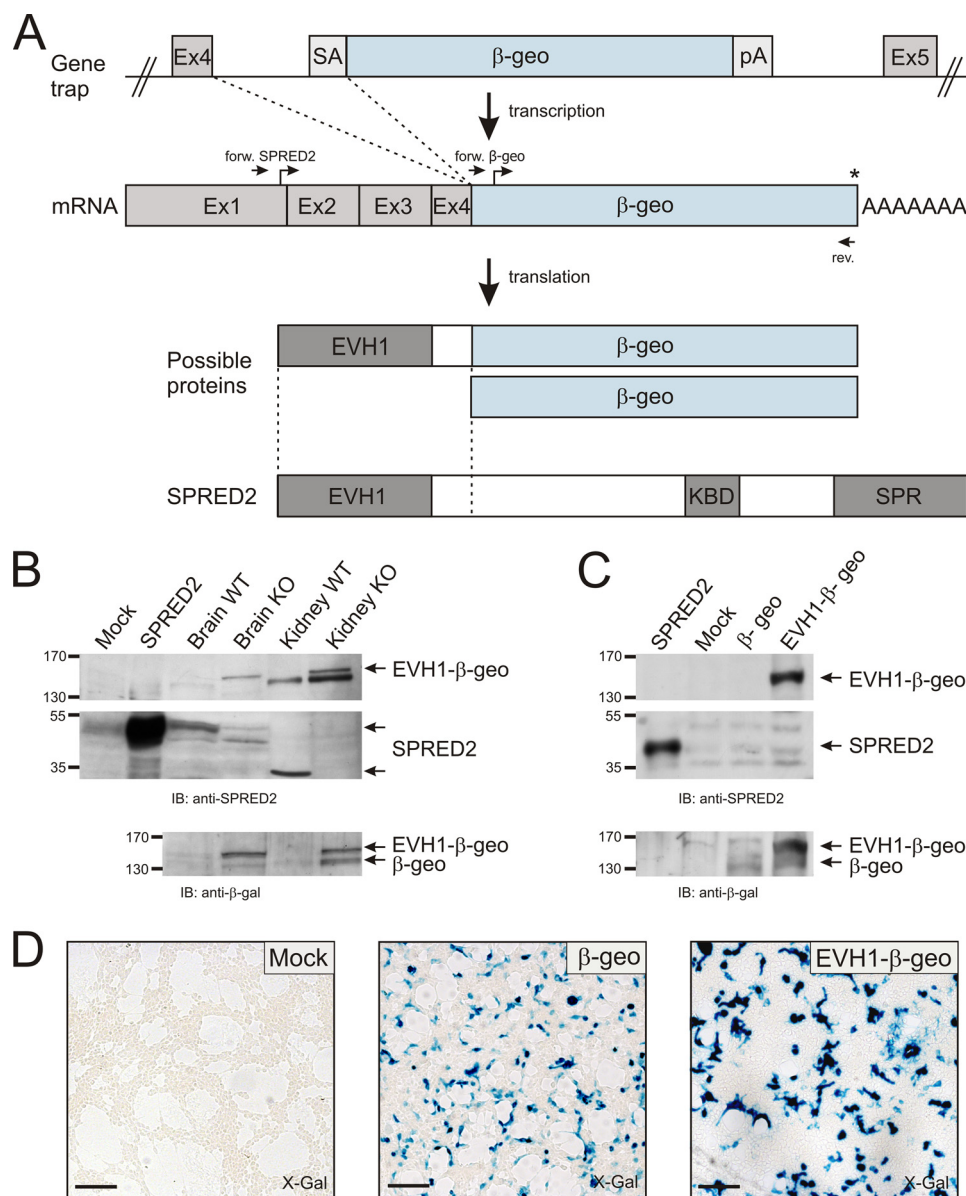 A
Gene trap
Ex4
SA
β-geo
pA
Ex5
transcription
forw. SPRED2
forw. β-geo
*
mRNA
Ex1
Ex2
Ex3
Ex4
β-geo
AAAAAAA
rev.
translation
Possible proteins
EVH1
β-geo
β-geo
SPRED2
EVH1
KBD
SPR
B
Mock
SPRED2
Brain WT
Brain KO
Kidney WT
Kidney KO
170
130
EVH1-β-geo
55
35
SPRED2
IB: anti-SPRED2
170
130
EVH1-β-geo
β-geo
IB: anti-β-gal
C
SPRED2
Mock
β- geo
EVH1-β- geo
170
130
EVH1-β-geo
55
35
SPRED2
IB: anti-SPRED2
170
130
EVH1-β-geo
β-geo
IB: anti-β-gal
D
Mock
X-Gal
β-geo
X-Gal
EVH1-β-geo
X-Gal